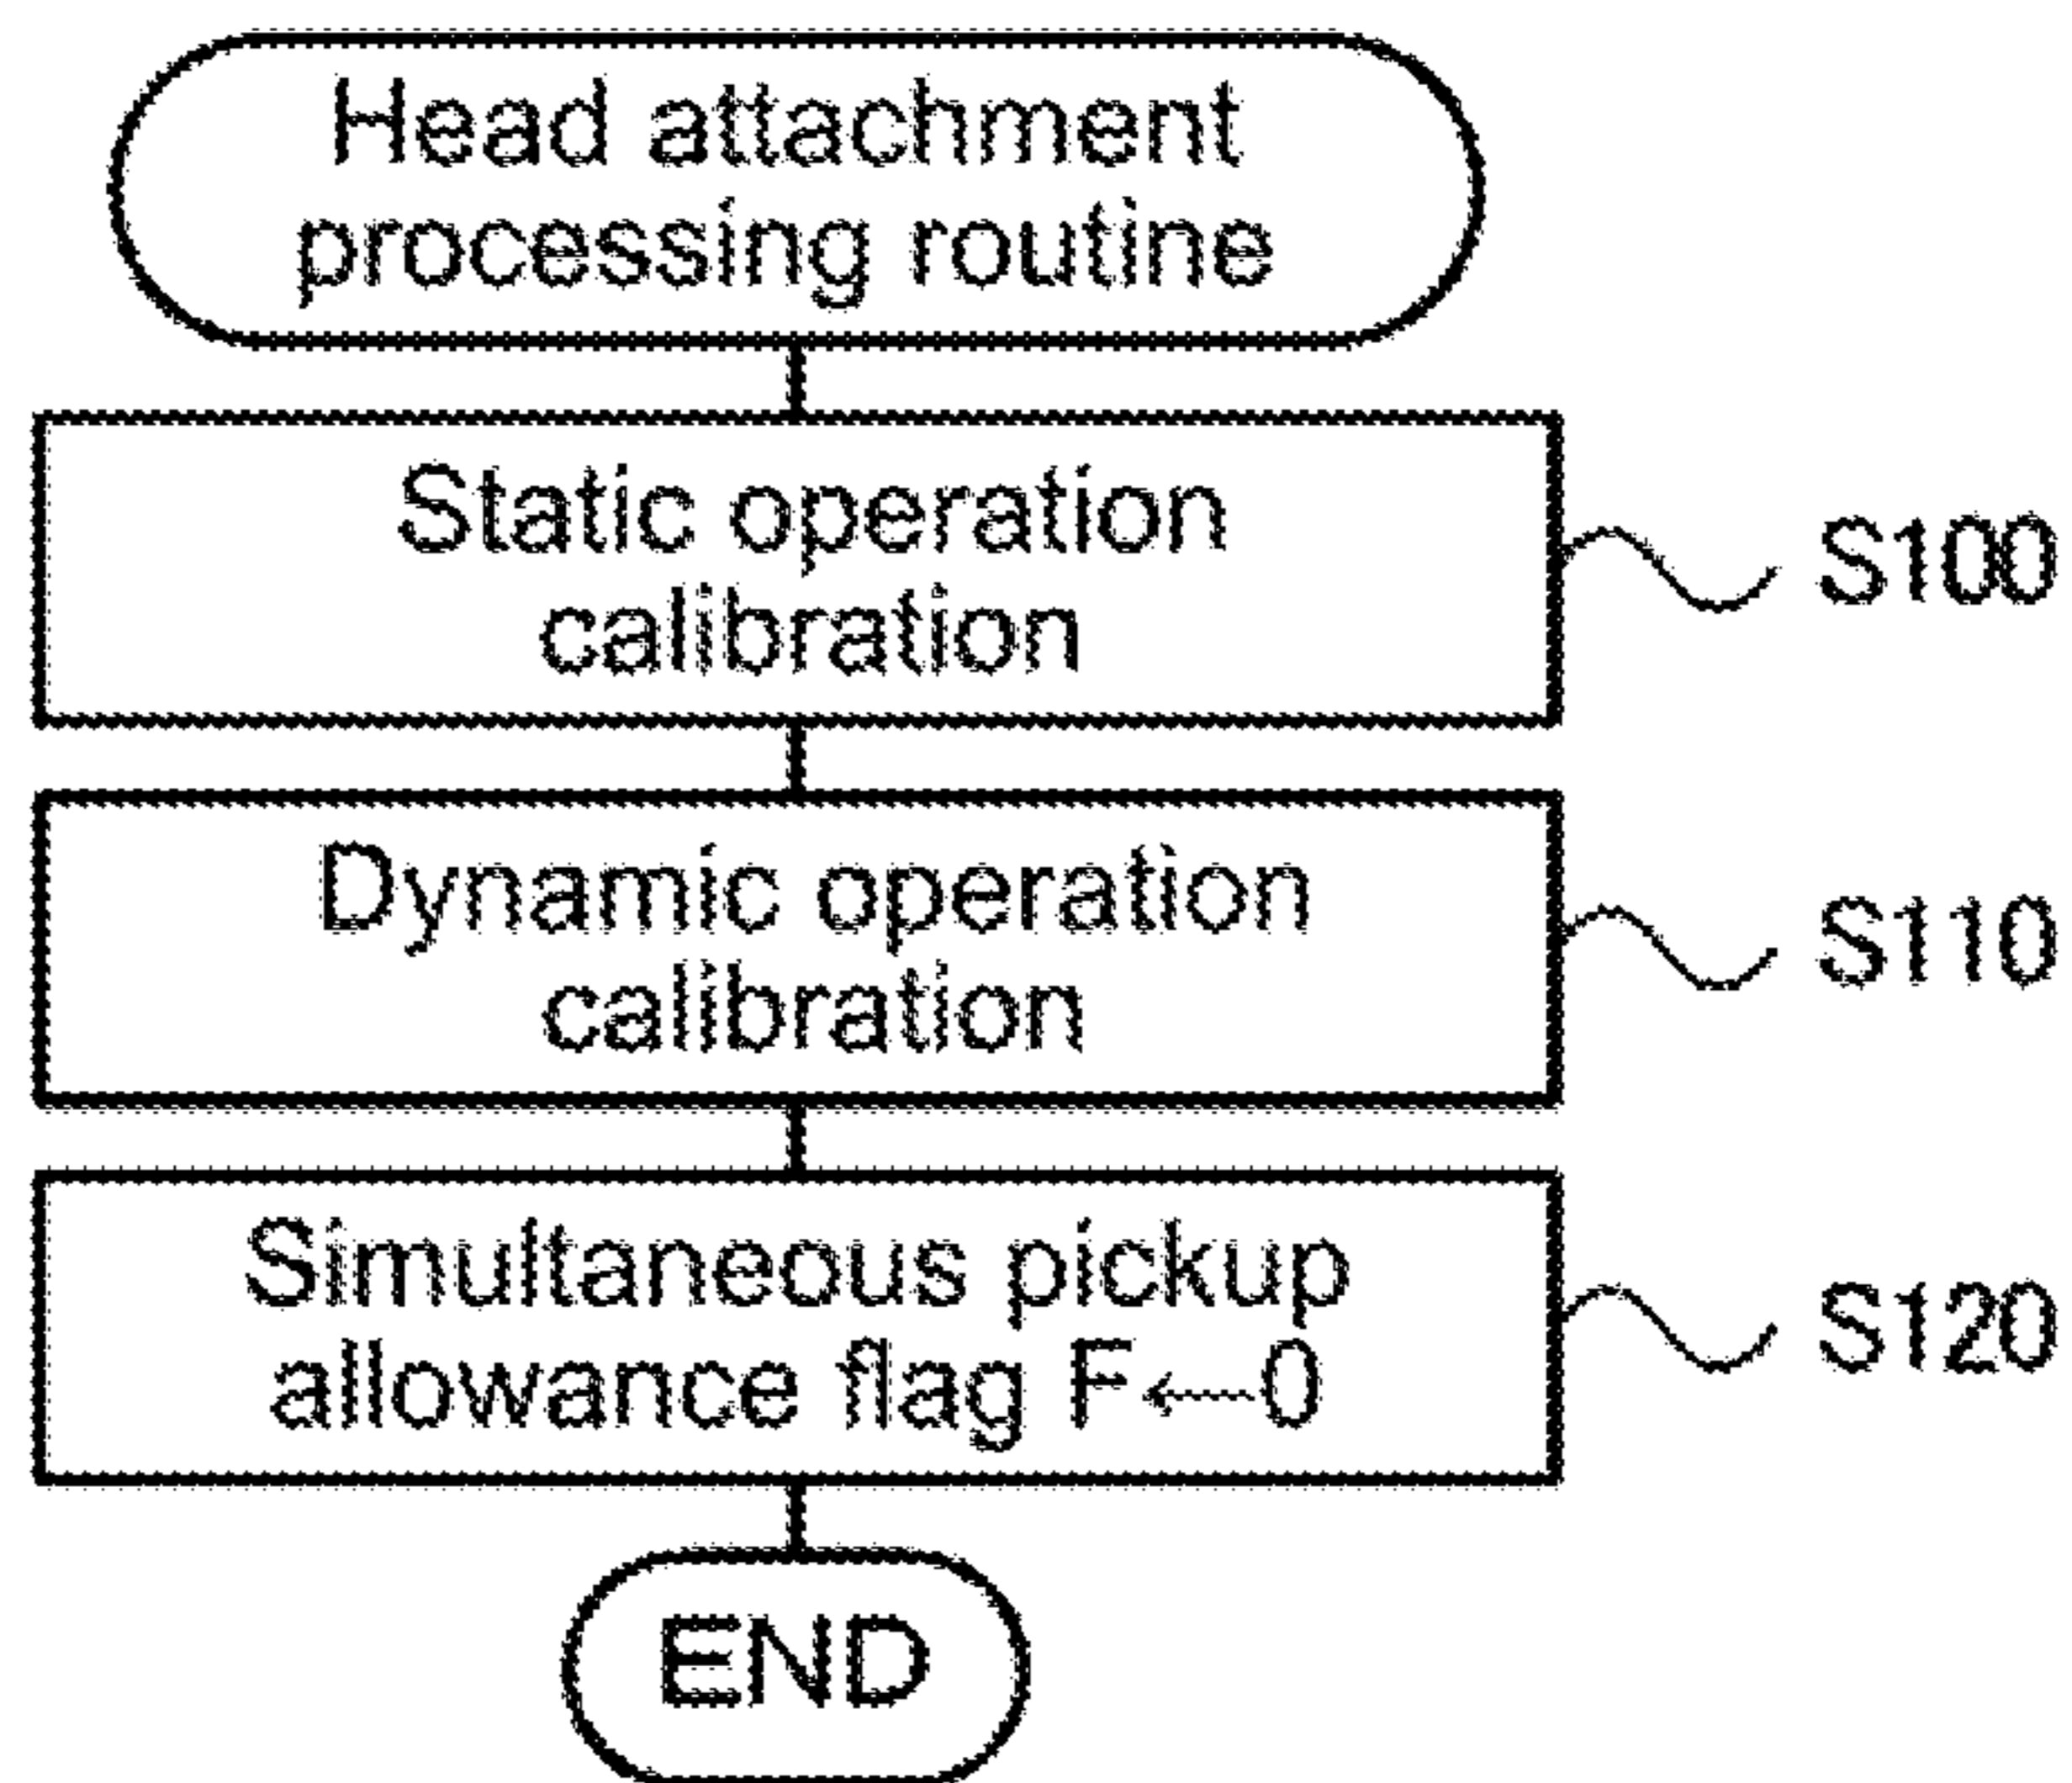 Head attachment
processing routine
Static operation
calibration
S100
Dynamic operation
calibration
S110
Simultaneous pickup
allowance flag F←0
S120
END